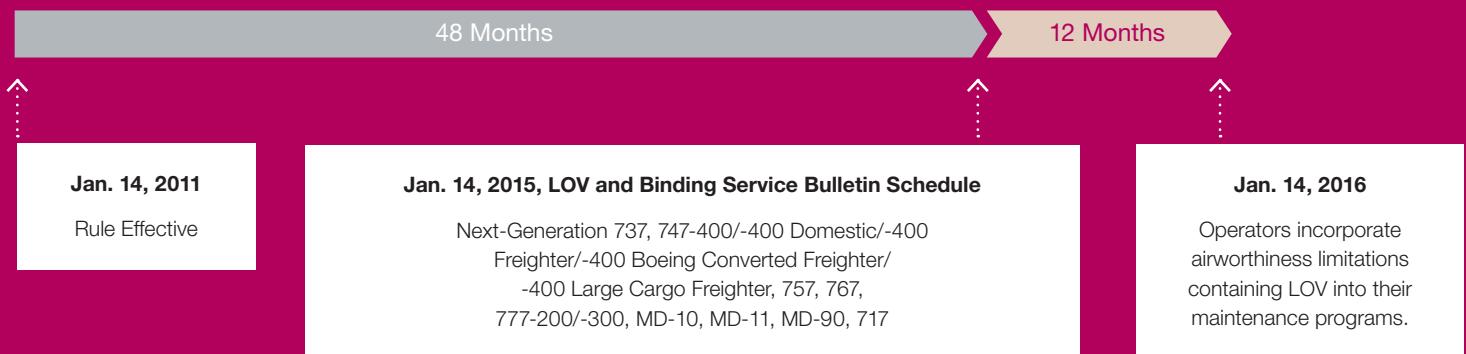 48 Months
12 Months
Jan. 14, 2011
Rule Effective
Jan. 14, 2015, LOV and Binding Service Bulletin Schedule
Next-Generation 737, 747-400/-400 Domestic/-400
Freighter/-400 Boeing Converted Freighter/
-400 Large Cargo Freighter, 757, 767,
777-200/-300, MD-10, MD-11, MD-90, 717
Jan. 14, 2016
Operators incorporate
airworthiness limitations
containing LOV into their
maintenance programs.